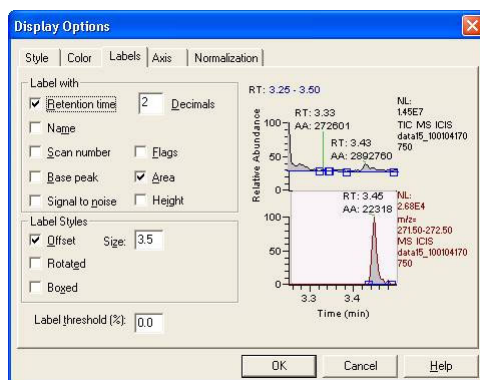 Display Options
Style Color Labels Axis Normalization
Label with
Retention time 2 Decimals
Name
Scan number Flags
Base peak Area
Signal to noise Height
Label Styles
Offset Size: 3.5
Rotated
Boxed
Label threshold (%): 0.0
RT: 3.25 - 3.50
RT: 3.33
AA: 272601
RT: 3.43
AA: 2892760
NL:
1.45E7
TIC MS ICIS
data15_100104170
750
100
50
0
Relative Abundance
RT: 3.45
AA: 22318
NL:
2.68E4
m/z=
271.50-272.50
MS ICIS
data15_100104170
750
100
50
0
3.3 3.4
Time (min)
OK Cancel Help